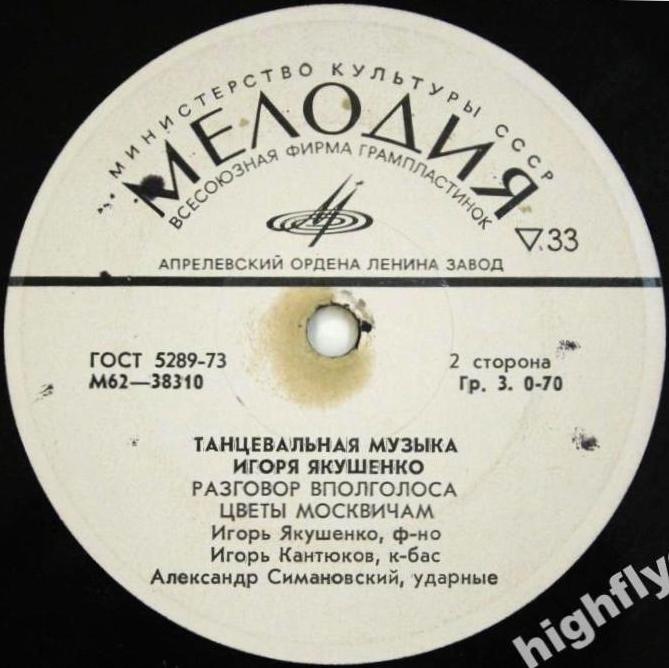 МИНИСТЕРСТВО КУЛЬТУРЫ СССР
МЕЛОДИЯ
ВСЕСОЮЗНАЯ ФИРМА ГРАМПЛАСТИНОК
▽.33
АПРЕЛЕВСКИЙ ОРДЕНА ЛЕНИНА ЗАВОД
ГОСТ 5289-73
М62—38310
2 сторона
Гр. 3. 0-70
ТАНЦЕВАЛЬНАЯ МУЗЫКА
ИГОРЯ ЯКУШЕНКО
РАЗГОВОР ВПОЛГОЛОСА
ЦВЕТЫ МОСКВИЧАМ
Игорь Якушенко, ф-но
Игорь Кантюков, к-бас
Александр Симановский, ударные
highfly